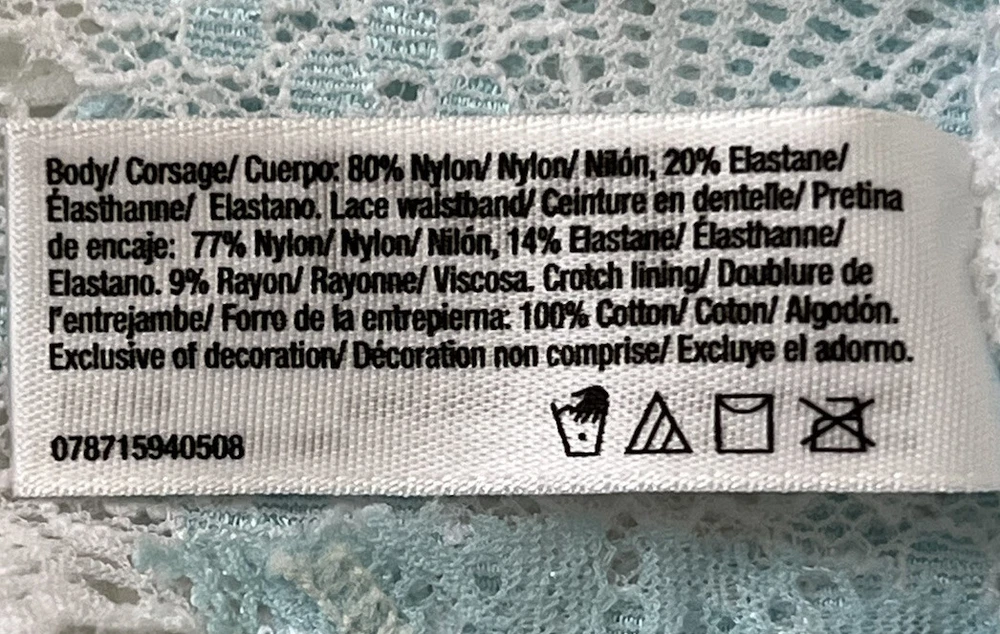 Body/ Corsage/ Cuerpo: 80% Nylon/ Nylon/ Nilón, 20% Elastane/
Élasthanne/ Elastano. Lace waistband/ Ceinture en dentelle/ Pretina
de encaje: 77% Nylon/ Nylon/ Nilón, 14% Elastane/ Élasthanne/
Elastano. 9% Rayon/ Rayonne/ Viscosa. Crotch lining/ Doublure de
l'entrejambe/ Forro de la entrepierna: 100% Cotton/ Coton/ Algodón.
Exclusive of decoration/ Décoration non comprise/ Excluye el adorno.
078715940508